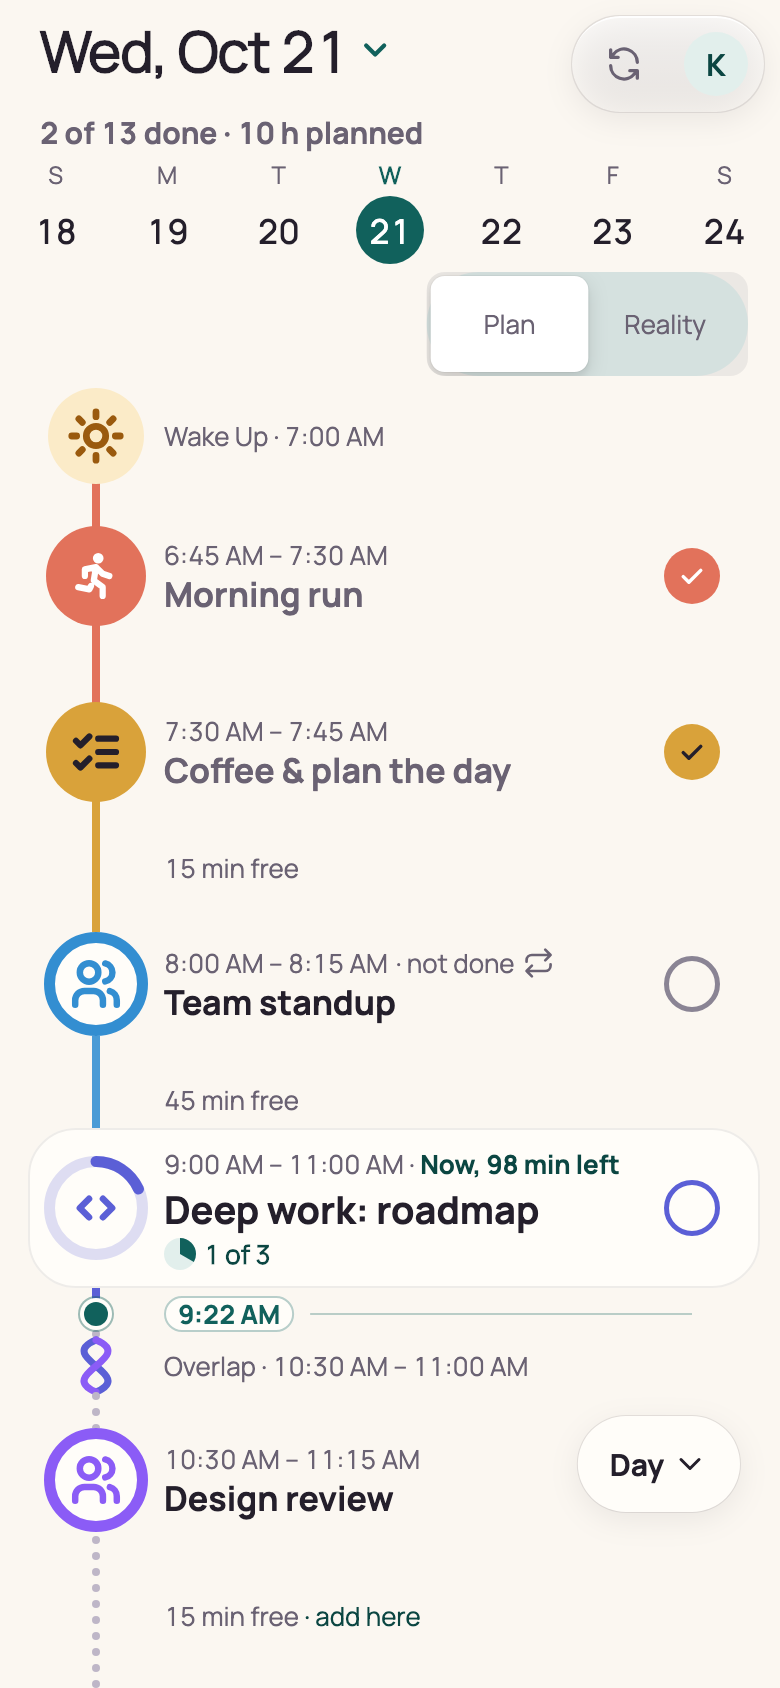 Wed, Oct 21
K
2 of 13 done · 10 h planned
S M T W T F S
18 19 20 21 22 23 24
Plan Reality
Wake Up · 7:00 AM
6:45 AM – 7:30 AM
Morning run
7:30 AM – 7:45 AM
Coffee & plan the day
15 min free
8:00 AM – 8:15 AM · not done
Team standup
45 min free
9:00 AM – 11:00 AM · Now, 98 min left
Deep work: roadmap
1 of 3
9:22 AM
Overlap · 10:30 AM – 11:00 AM
10:30 AM – 11:15 AM
Design review
Day
15 min free · add here